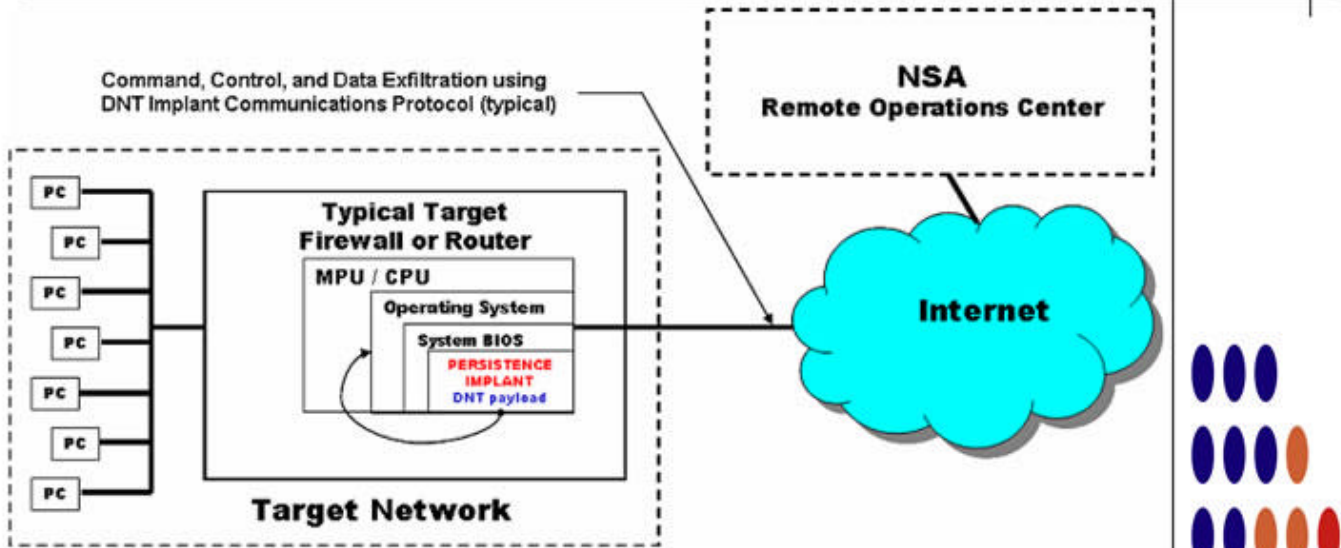 Command, Control, and Data Exfiltration using
DNT Implant Communications Protocol (typical)
NSA
Remote Operations Center
PC
PC
PC
PC
PC
PC
PC
Typical Target
Firewall or Router
MPU / CPU
Operating System
System BIOS
PERSISTENCE
IMPLANT
DNT payload
Internet
Target Network